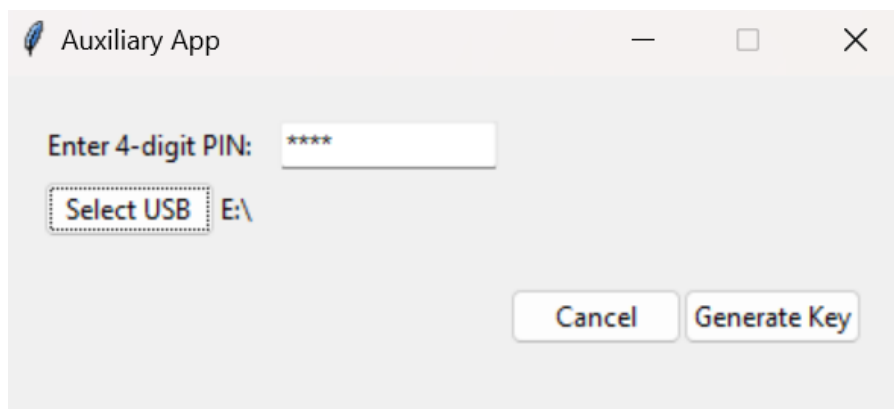 Auxiliary App
Enter 4-digit PIN: ****
Select USB E:\
Cancel Generate Key